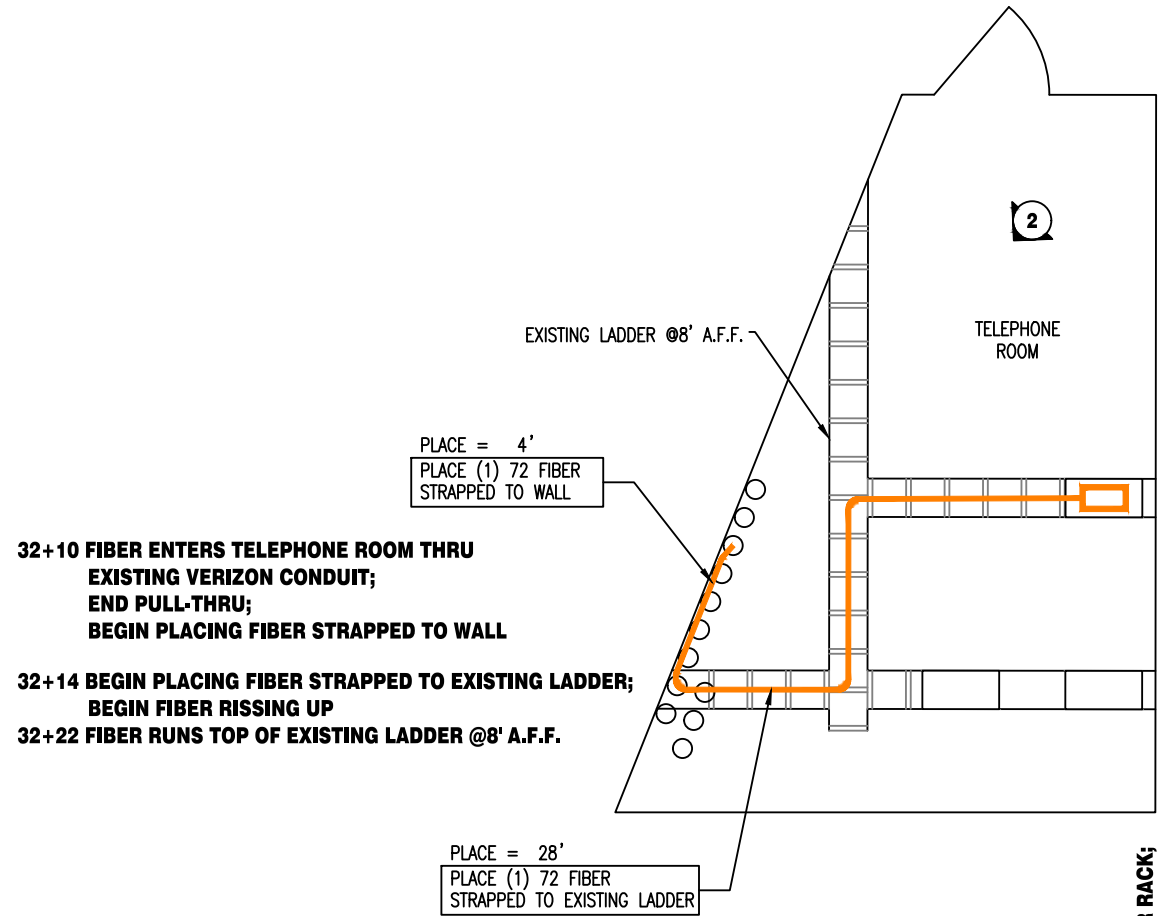 2
TELEPHONE
ROOM
EXISTING LADDER @8' A.F.F.
PLACE = 4'
PLACE (1) 72 FIBER
STRAPPED TO WALL
32+10 FIBER ENTERS TELEPHONE ROOM THRU
EXISTING VERIZON CONDUIT;
END PULL-THRU;
BEGIN PLACING FIBER STRAPPED TO WALL
32+14 BEGIN PLACING FIBER STRAPPED TO EXISTING LADDER;
BEGIN FIBER RISSING UP
32+22 FIBER RUNS TOP OF EXISTING LADDER @8' A.F.F.
PLACE = 28'
PLACE (1) 72 FIBER
STRAPPED TO EXISTING LADDER
RACK;